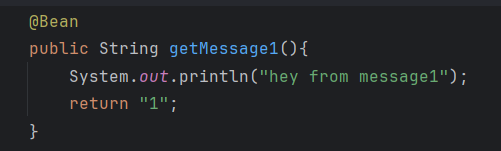 @Bean
public String getMessage1(){
    System.out.println("hey from message1");
    return "1";
}